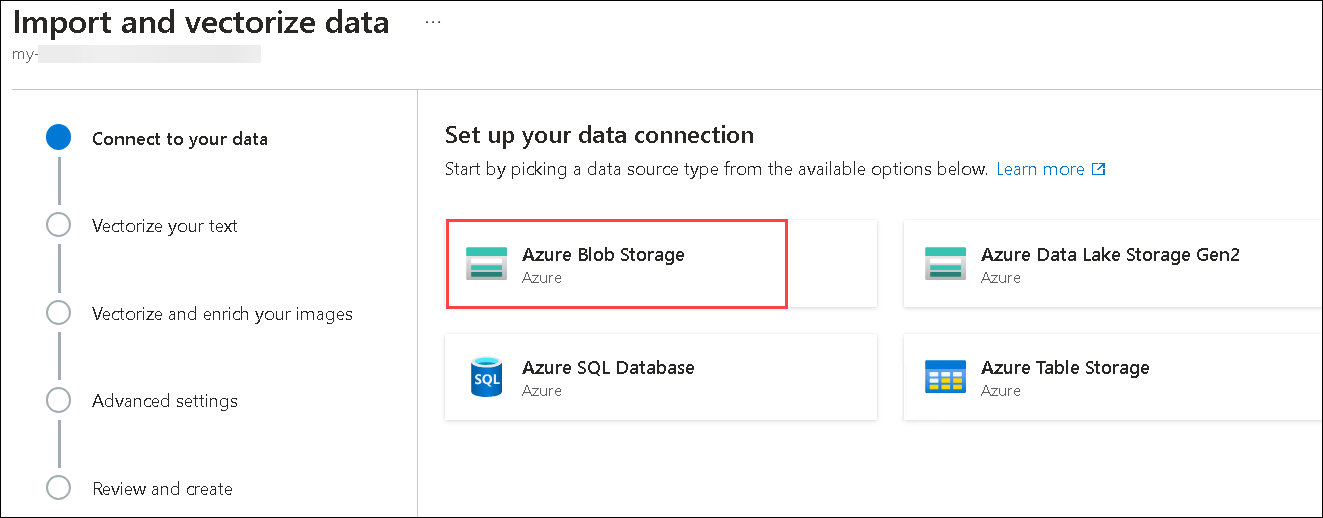 Import and vectorize data ...
my-
Connect to your data
Vectorize your text
Vectorize and enrich your images
Advanced settings
Review and create
Set up your data connection
Start by picking a data source type from the available options below. Learn more
Azure Blob Storage
Azure
Azure Data Lake Storage Gen2
Azure
SQL
Azure SQL Database
Azure
Azure Table Storage
Azure